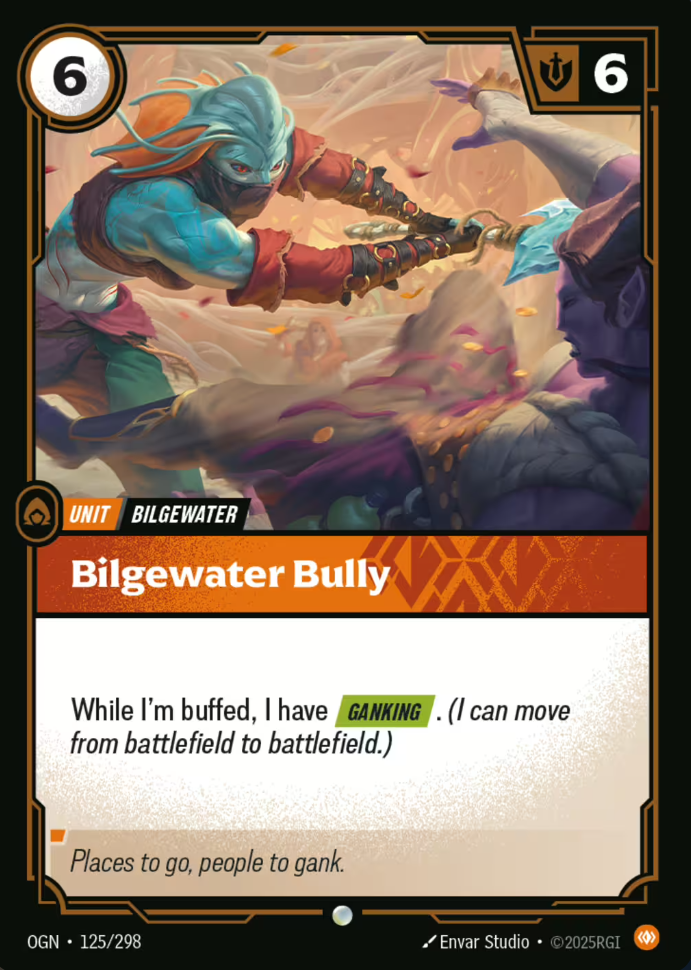 6
6
UNIT BILGEWATER
Bilgewater Bully
While I'm buffed, I have GANKING. (I can move
from battlefield to battlefield.)
Places to go, people to gank.
OGN • 125/298
Envar Studio • ©2025RGI